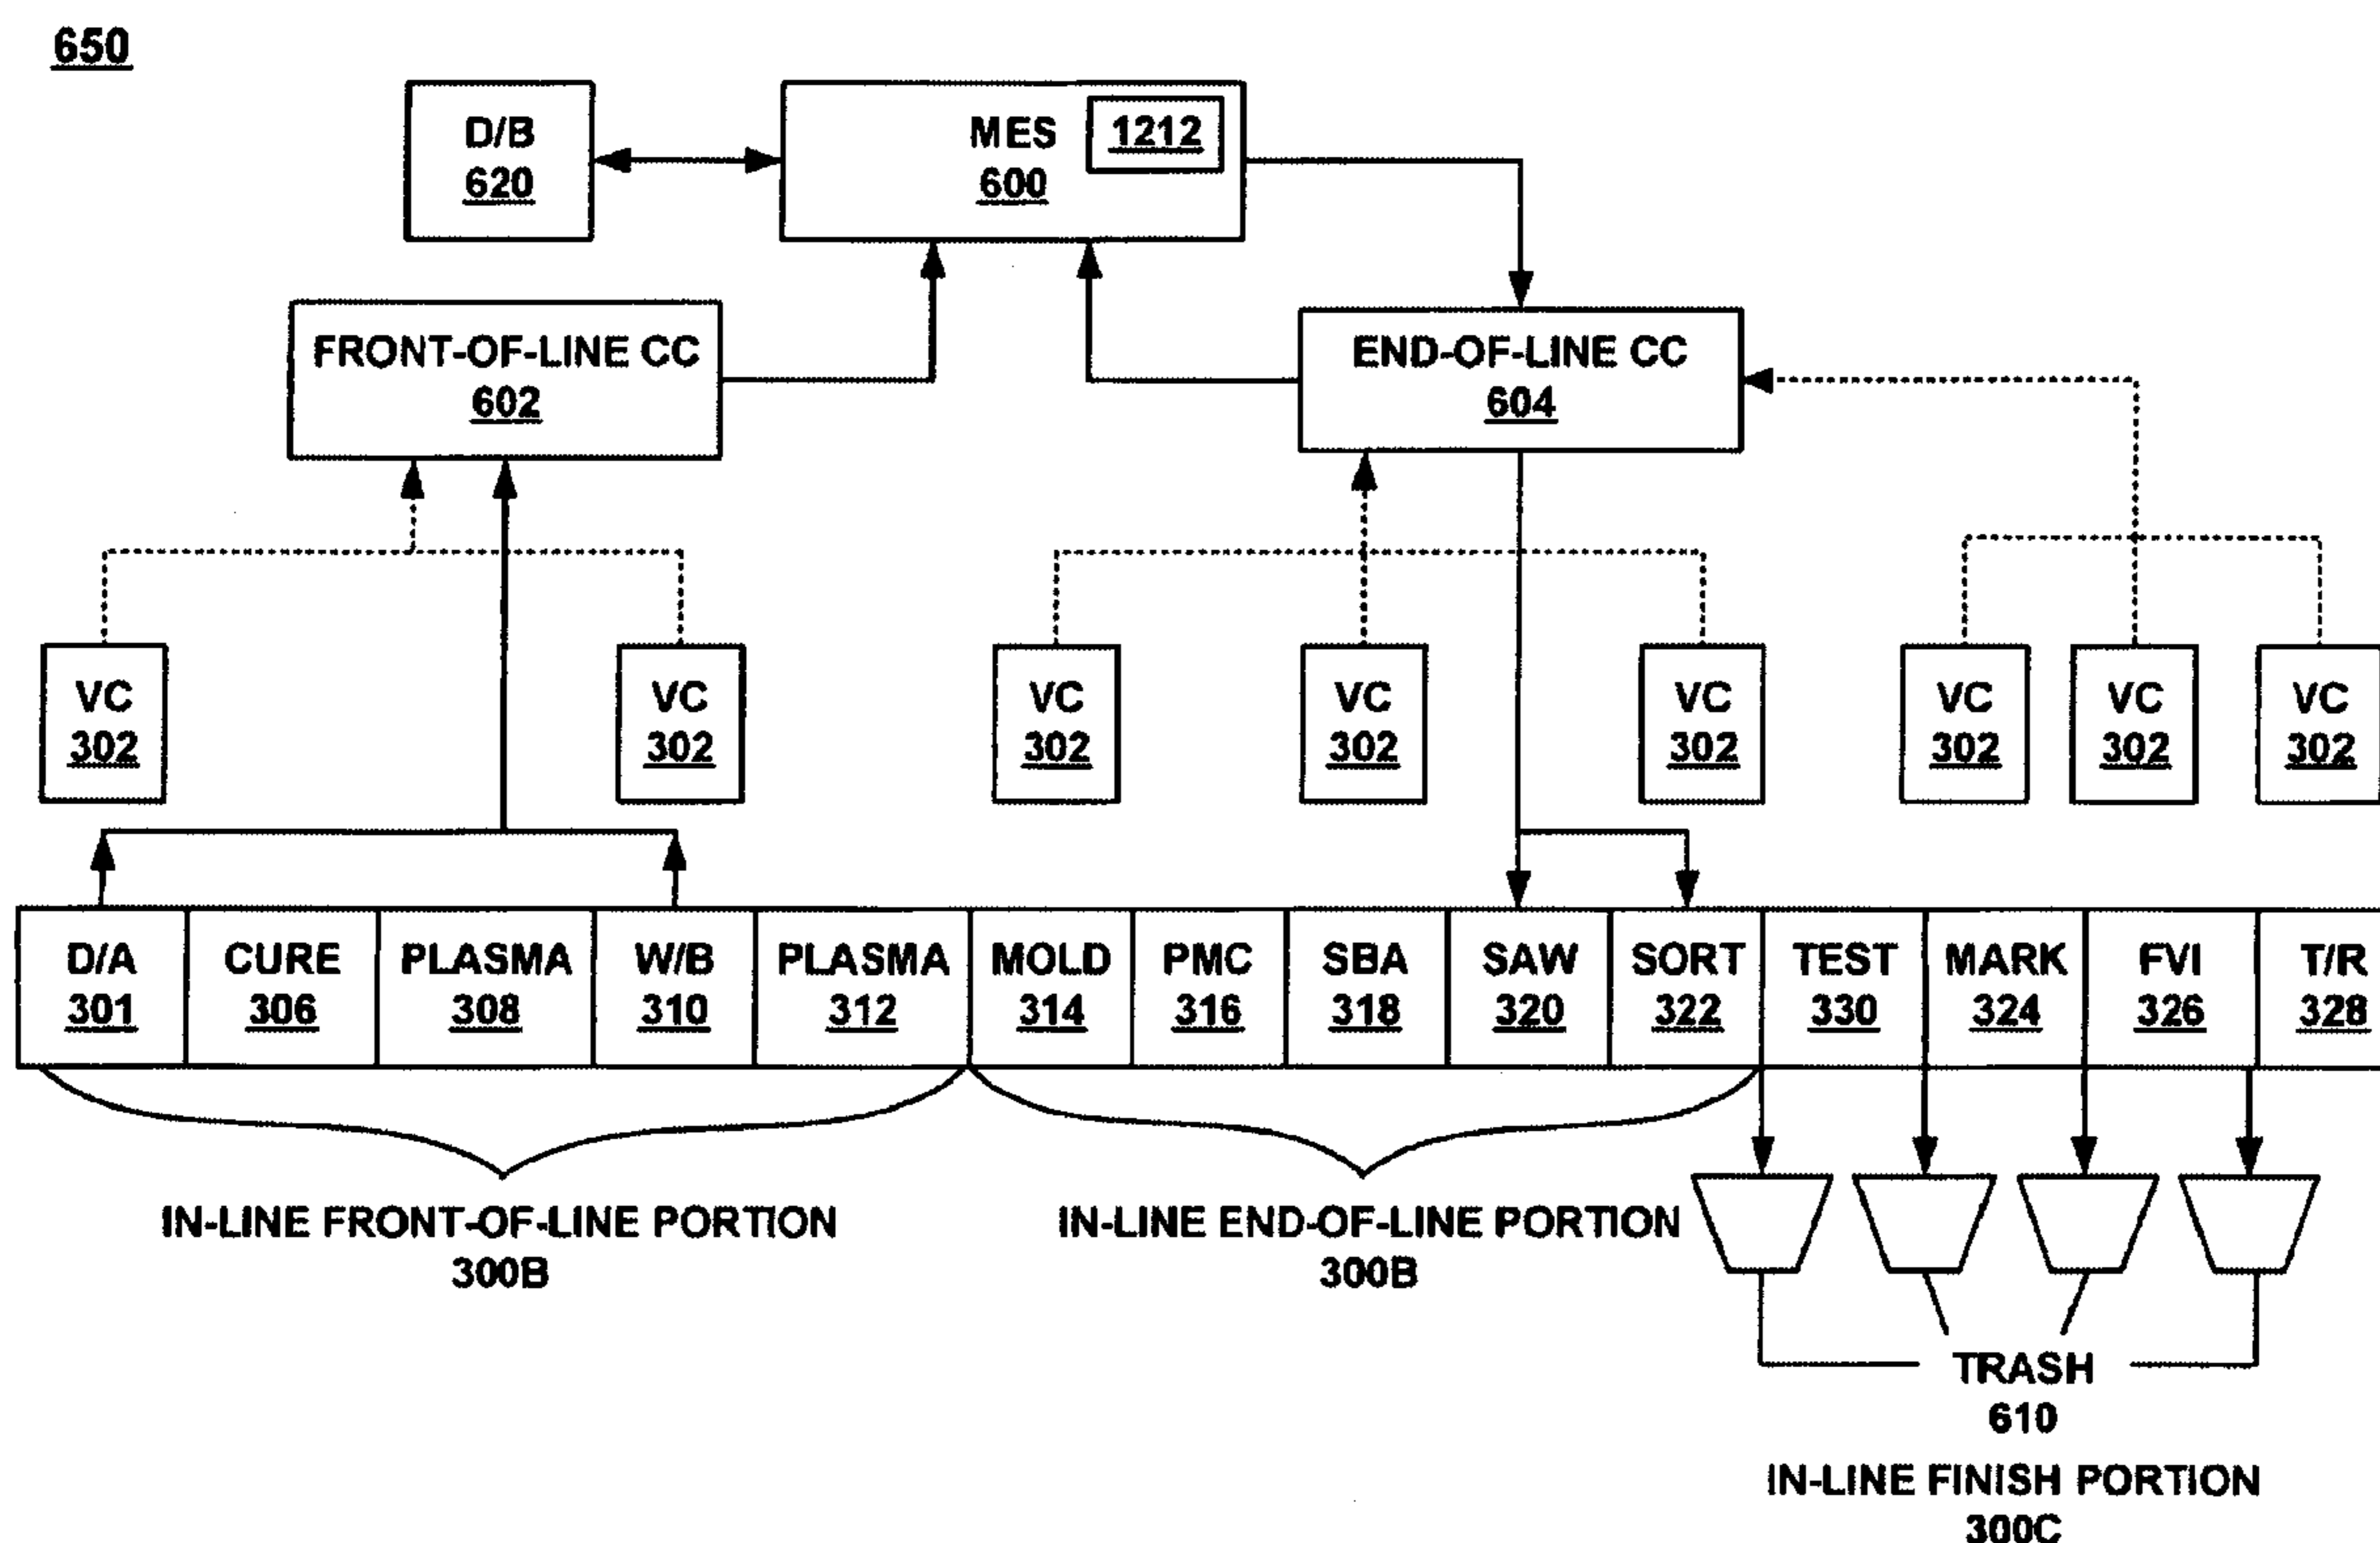 650
D/B
620
MES
600
1212
FRONT-OF-LINE CC
602
END-OF-LINE CC
604
VC
302
VC
302
VC
302
VC
302
VC
302
VC
302
VC
302
VC
302
D/A
301
CURE
306
PLASMA
308
W/B
310
PLASMA
312
MOLD
314
PMC
316
SBA
318
SAW
320
SORT
322
TEST
330
MARK
324
FVI
326
T/R
328
IN-LINE FRONT-OF-LINE PORTION
300B
IN-LINE END-OF-LINE PORTION
300B
TRASH
610
IN-LINE FINISH PORTION
300C